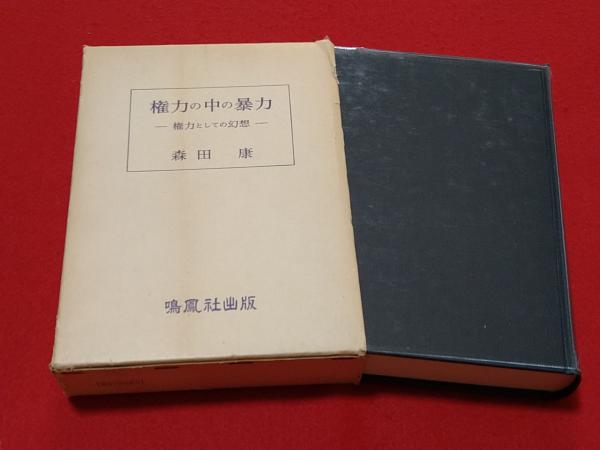 権力の中の暴力
― 権力としての幻想 ―
森田 康
鳴鳳社出版